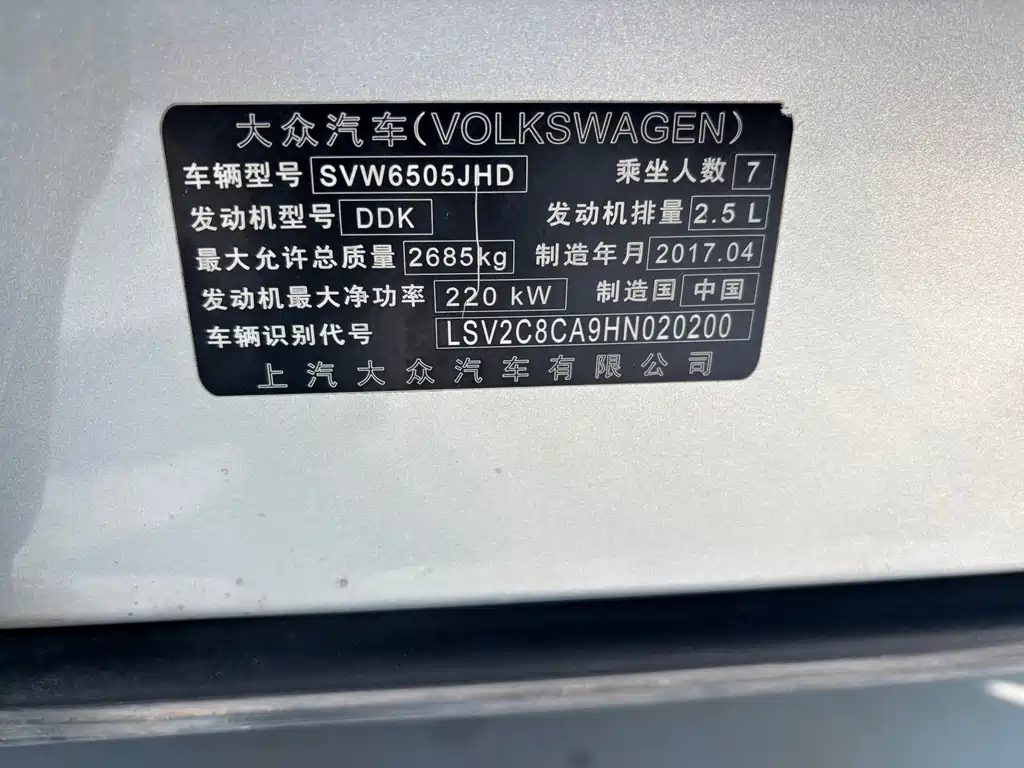 大众汽车(VOLKSWAGEN)
车辆型号 SVW6505JHD 乘坐人数 7
发动机型号 DDK 发动机排量 2.5 L
最大允许总质量 2685kg 制造年月 2017.04
发动机最大净功率 220 kW 制造国 中国
车辆识别代号 LSV2C8CA9HN020200
上汽大众汽车有限公司